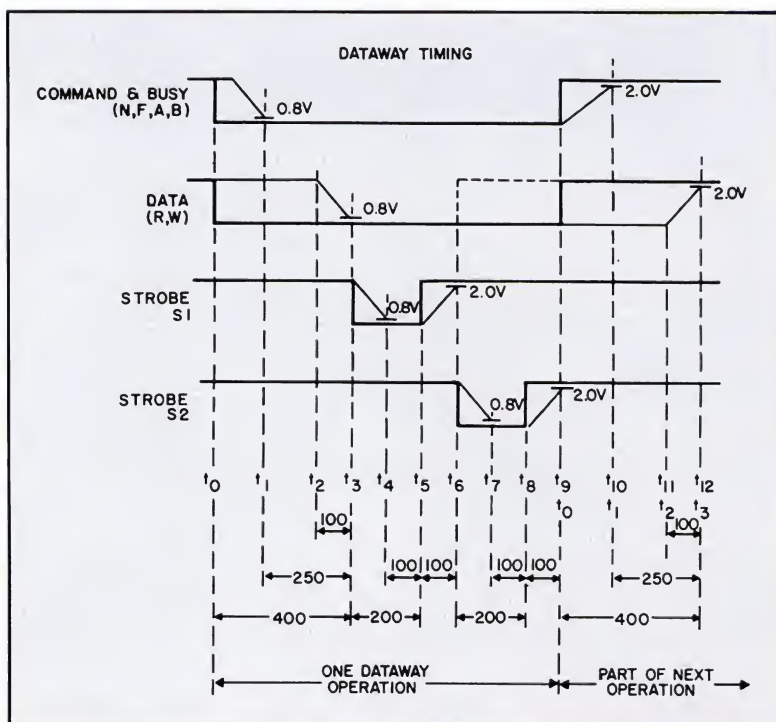 DATAWAY TIMING
COMMAND & BUSY
(N,F,A,B)
0.8V
2.0V
DATA
(R,W)
0.8V
2.0V
STROBE
S1
0.8V
2.0V
STROBE
S2
0.8V
2.0V
t0 t1 t2 t3 t4 t5 t6 t7 t8 t9 t10 t11 t12
t0 t1 t2 t3
100 100
100 100 100 100
250 250
400 200 200 400
ONE DATAWAY
OPERATION
PART OF NEXT
OPERATION